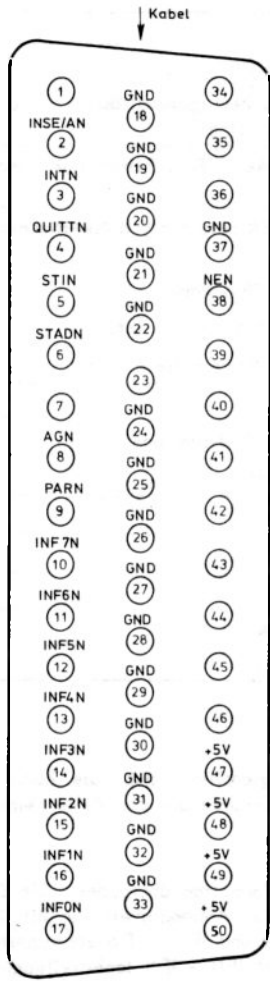 Kabel
1 GND 34
18
INSE/AN
2 GND 35
19
INTN
3 GND 36
20
QUITTN GND
4 GND 37
21
STIN NEN
5 GND 38
22
STADN
6 39
23
7 GND 40
24
AGN
8 GND 41
25
PARN
9 GND 42
26
INF7N
10 GND 43
27
INF6N
11 GND 44
28
INF5N
12 GND 45
29
INF4N
13 GND 46
30
INF3N +5V
14 GND 47
31
INF2N +5V
15 GND 48
32
INF1N +5V
16 GND 49
33
INF0N +5V
17 50